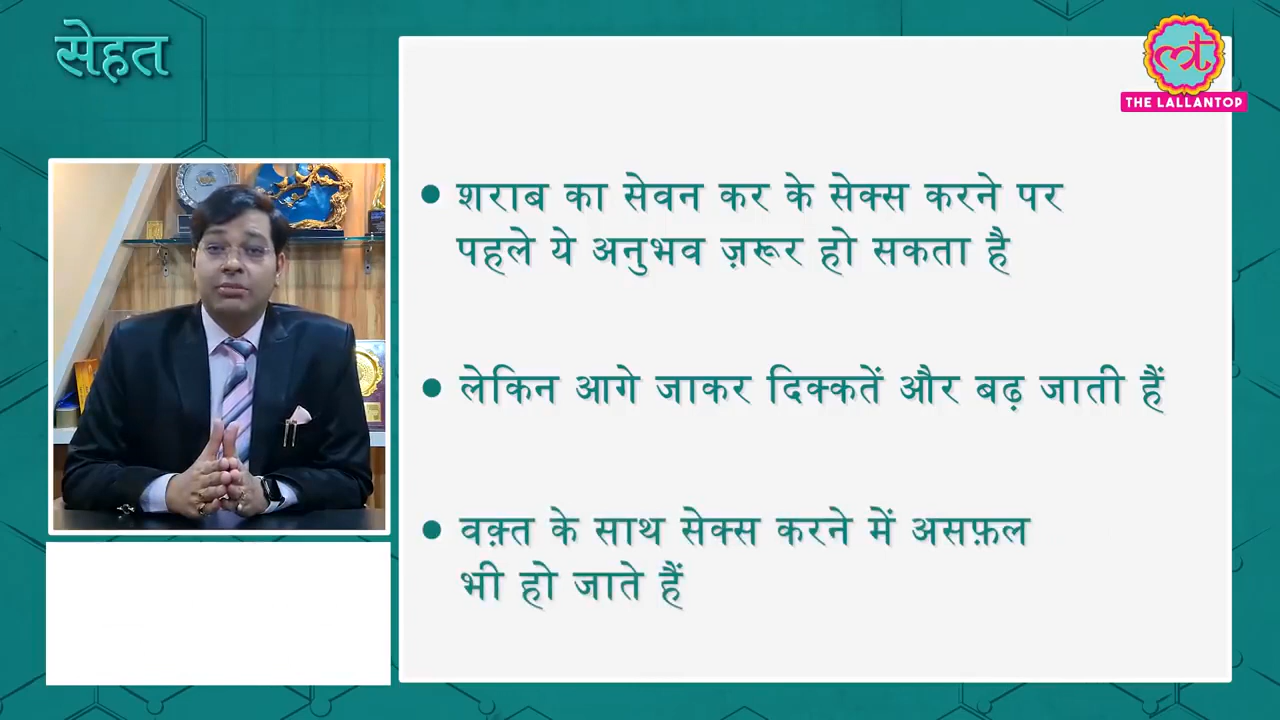 सेहत
THE LALLANTOP
• शराब का सेवन कर के सेक्स करने पर
पहले ये अनुभव ज़रूर हो सकता है
• लेकिन आगे जाकर दिक्कतें और बढ़ जाती हैं
• वक़्त के साथ सेक्स करने में असफ़ल
भी हो जाते हैं